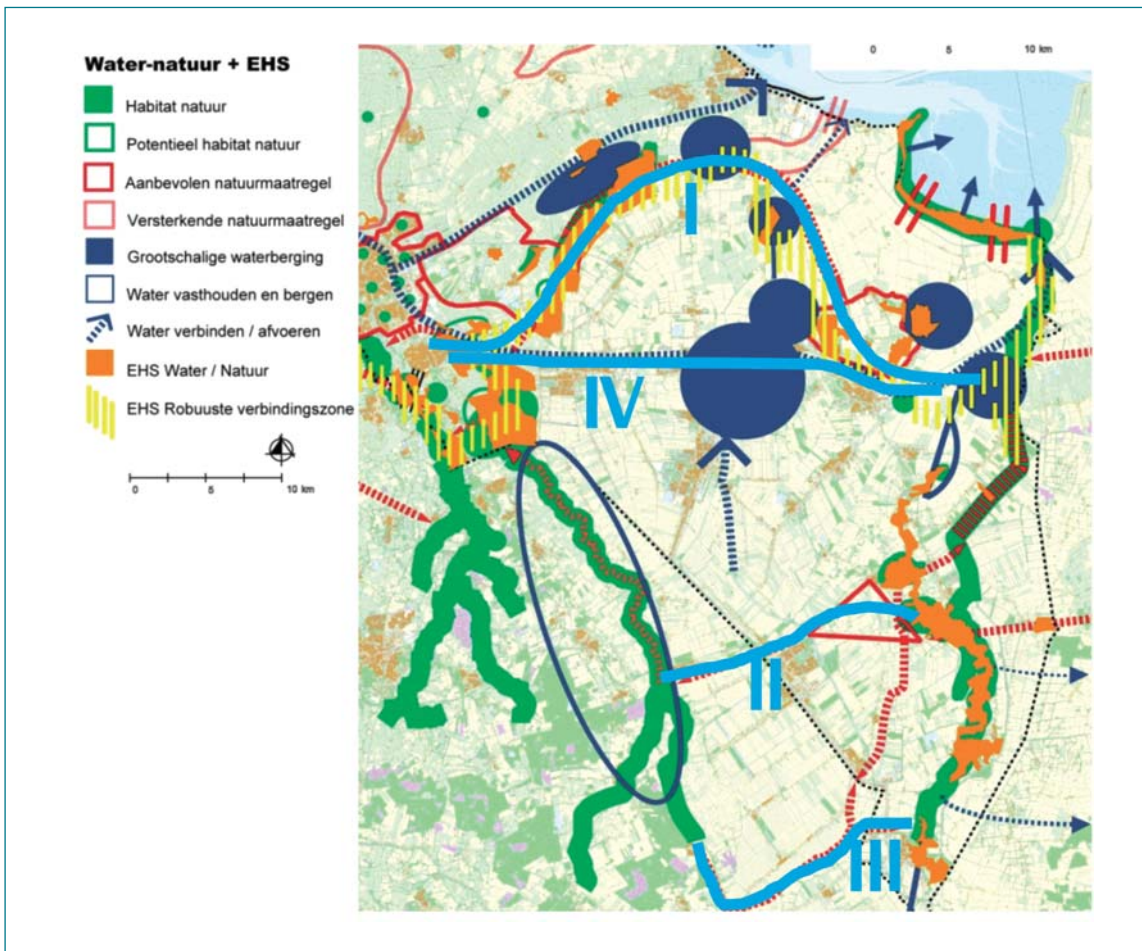 Water-natuur + EHS
Habitat natuur
Potentieel habitat natuur
Aanbevolen natuurmaatregel
Versterkende natuurmaatregel
Grootschalige waterberging
Water vasthouden en bergen
Water verbinden / afvoeren
EHS Water / Natuur
EHS Robuuste verbindingszone
0 5 10 km
0 5 10 km
I
IV
II
III